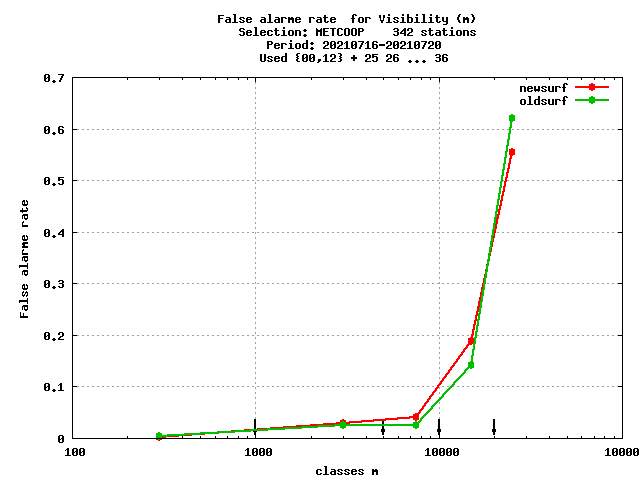 False alarme rate  for Visibility (m)
Selection: METCOOP    342 stations
Period: 20210716-20210720
Used {00,12} + 25 26 ... 36
newsurf
oldsurf
0.7
0.6
0.5
0.4
0.3
0.2
0.1
0
False alarme rate
100
1000
10000
10000
classes m